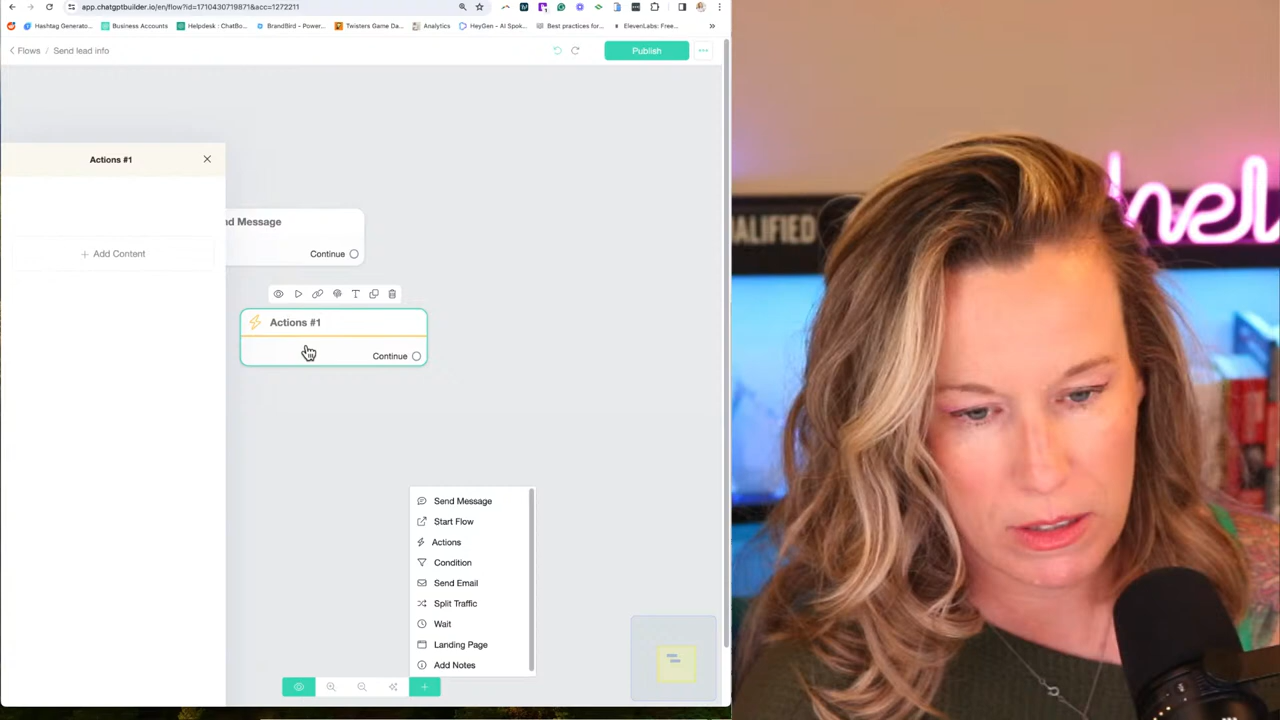 app.chatgptbuilder.io/en/flow?id=1710430719871&acc=1272211
Hashtag Generato...
Business Accounts
Helpdesk : ChatBo...
BrandBird – Power...
Twisters Game Da...
Analytics
HeyGen - AI Spok...
Best practices for...
ElevenLabs: Free...
Flows / Send lead info
Publish
Actions #1
nd Message
Add Content
Continue
Actions #1
Continue
Send Message
Start Flow
Actions
Condition
Send Email
Split Traffic
Wait
Landing Page
Add Notes
UALIFIED
hel